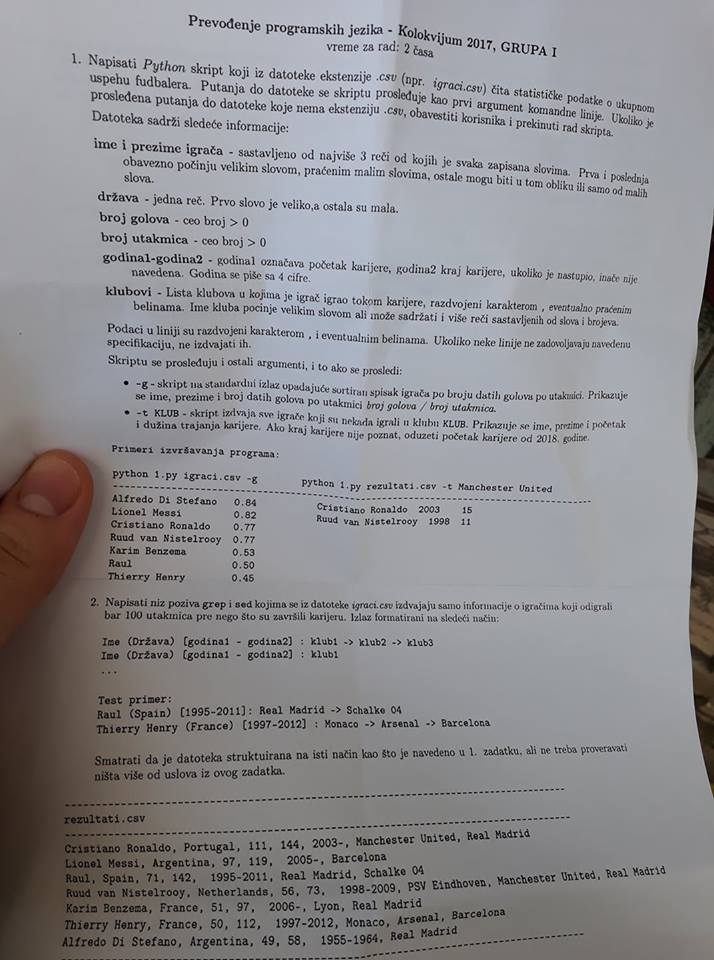 Prevođenje programskih jezika - Kolokvijum 2017, GRUPA I
vreme za rad: 2 časa
1. Napisati Python skript koji iz datoteke ekstenzije .csv (npr. igraci.csv) čita statističke podatke o ukupnom
uspehu fudbalera. Putanja do datoteke se skriptu prosleđuje kao prvi argument komandne linije. Ukoliko je
prosleđena putanja do datoteke koje nema ekstenziju .csv, obavestiti korisnika i prekinuti rad skripta.
Datoteka sadrži sledeće informacije:
ime i prezime igrača - sastavljeno od najviše 3 reči od kojih je svaka zapisana slovima. Prva i poslednja
obavezno počinju velikim slovom, praćenim malim slovima, ostale mogu biti u tom obliku ili samo od malih
slova.
država - jedna reč. Prvo slovo je veliko,a ostala su mala.
broj golova - ceo broj > 0
broj utakmica - ceo broj > 0
godina1-godina2 - godina1 označava početak karijere, godina2 kraj karijere, ukoliko je nastupio, inače nije
navedena. Godina se piše sa 4 cifre.
klubovi - Lista klubova u kojima je igrač igrao tokom karijere, razdvojeni karakterom , eventualno praćenim
belinama. Ime kluba pocinje velikim slovom ali može sadržati i više reči sastavljenih od slova i brojeva.
Podaci u liniji su razdvojeni karakterom , i eventualnim belinama. Ukoliko neke linije ne zadovoljavaju navedenu
specifikaciju, ne izdvajati ih.
Skriptu se prosleđuju i ostali argumenti, i to ako se prosledi:
• -g - skript na standardni izlaz opadajuće sortiran spisak igrača po broju datih golova po utakmici. Prikazuje
se ime, prezime i broj datih golova po utakmici broj golova / broj utakmica.
• -t KLUB - skript izdvaja sve igrače koji su nekada igrali u klubu KLUB. Prikazuje se ime, prezime i početak
i dužina trajanja karijere. Ako kraj karijere nije poznat, oduzeti početak karijere od 2018. godine.
Primeri izvršavanja programa:
python 1.py igraci.csv -g python 1.py rezultati.csv -t Manchester United
Alfredo Di Stefano 0.84 Cristiano Ronaldo 2003 15
Lionel Messi 0.82 Ruud van Nistelrooy 1998 11
Cristiano Ronaldo 0.77
Ruud van Nistelrooy 0.77
Karim Benzema 0.53
Raul 0.50
Thierry Henry 0.45
2. Napisati niz poziva grep i sed kojima se iz datoteke igraci.csv izdvajaju samo informacije o igračima koji odigrali
bar 100 utakmica pre nego što su završili karijeru. Izlaz formatirani na sledeći način:
Ime (Država) [godina1 - godina2] : klub1 -> klub2 -> klub3
Ime (Država) [godina1 - godina2] : klub1
...
Test primer:
Raul (Spain) [1995-2011]: Real Madrid -> Schalke 04
Thierry Henry (France) [1997-2012] : Monaco -> Arsenal -> Barcelona
Smatrati da je datoteka struktuirana na isti način kao što je navedeno u 1. zadatku, ali ne treba proveravati
ništa više od uslova iz ovog zadatka.
rezultati.csv
Cristiano Ronaldo, Portugal, 111, 144, 2003-, Manchester United, Real Madrid
Lionel Messi, Argentina, 97, 119, 2005-, Barcelona
Raul, Spain, 71, 142, 1995-2011, Real Madrid, Schalke 04
Ruud van Nistelrooy, Netherlands, 56, 73, 1998-2009, PSV Eindhoven, Manchester United, Real Madrid
Karim Benzema, France, 51, 97, 2006-, Lyon, Real Madrid
Thierry Henry, France, 50, 112, 1997-2012, Monaco, Arsenal, Barcelona
Alfredo Di Stefano, Argentina, 49, 58, 1955-1964, Real Madrid